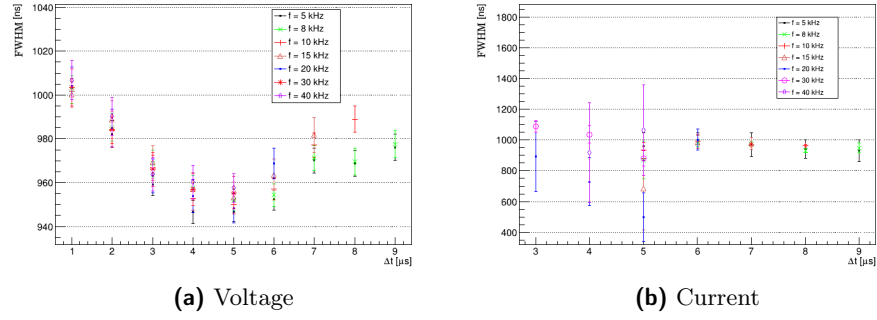 FWHM [ns]
1040
1020
1000
980
960
940
1 2 3 4 5 6 7 8 9
Δt [μs]
f = 5 kHz
f = 8 kHz
f = 10 kHz
f = 15 kHz
f = 20 kHz
f = 30 kHz
f = 40 kHz
(a) Voltage
FWHM [ns]
1800
1600
1400
1200
1000
800
600
400
3 4 5 6 7 8 9
Δt [μs]
f = 5 kHz
f = 8 kHz
f = 10 kHz
f = 15 kHz
f = 20 kHz
f = 30 kHz
f = 40 kHz
(b) Current